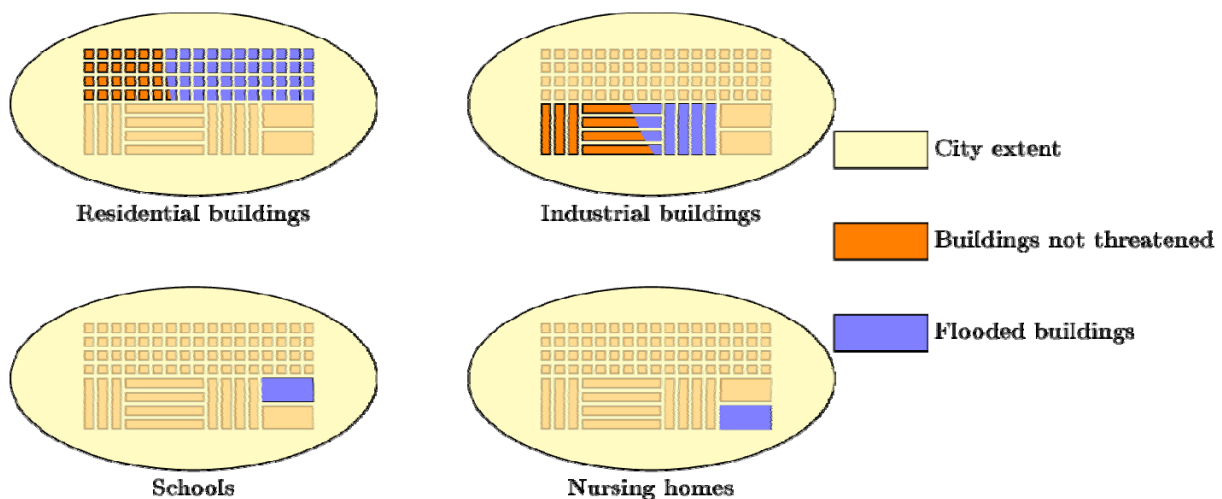 Residential buildings
Industrial buildings
City extent
Buildings not threatened
Flooded buildings
Schools
Nursing homes